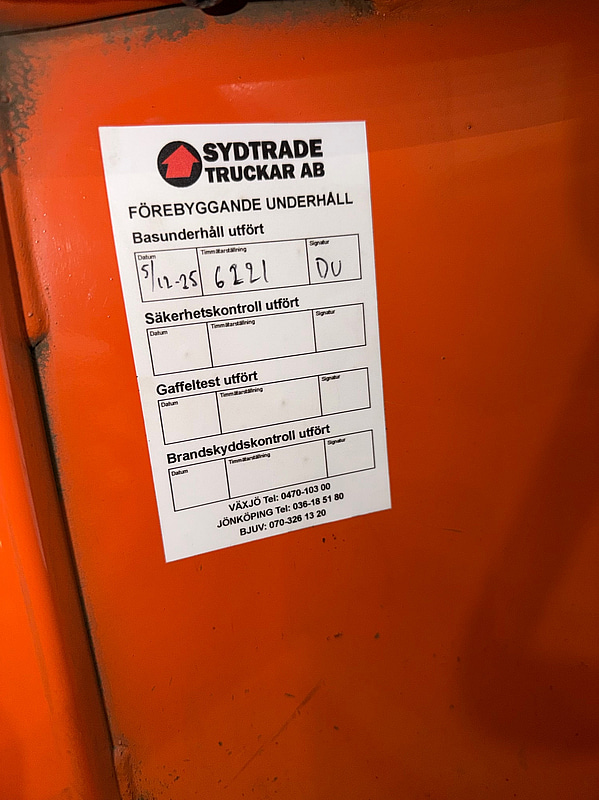 SYDTRADE
TRUCKAR AB
FÖREBYGGANDE UNDERHÅLL
Basunderhåll utfört
Datum Timmätarställning Signatur
5/12-25 6221 DU
Säkerhetskontroll utfört
Datum Timmätarställning Signatur
Gaffeltest utfört
Datum Timmätarställning Signatur
Brandskyddskontroll utfört
Datum Timmätarställning Signatur
VÄXJÖ Tel: 0470-103 00
JÖNKÖPING Tel: 036-18 51 80
BJUV: 070-326 13 20